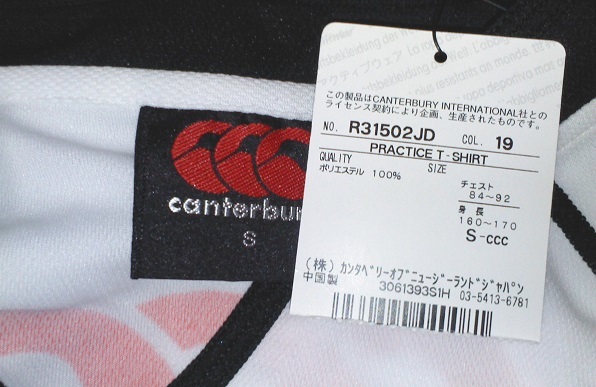 canterbur
S
この製品はCANTERBURY INTERNATIONAL社との
ライセンス契約により企画、生産されたものです。
NO. R31502JD COL. 19
PRACTICE T-SHIRT
QUALITY SIZE
ポリエステル 100%
チェスト
84～92
身 長
160～170
S-ccc
(株) カンタベリーオブニュージーランドジャパン
中国製 3061393S1H 03-5413-6781